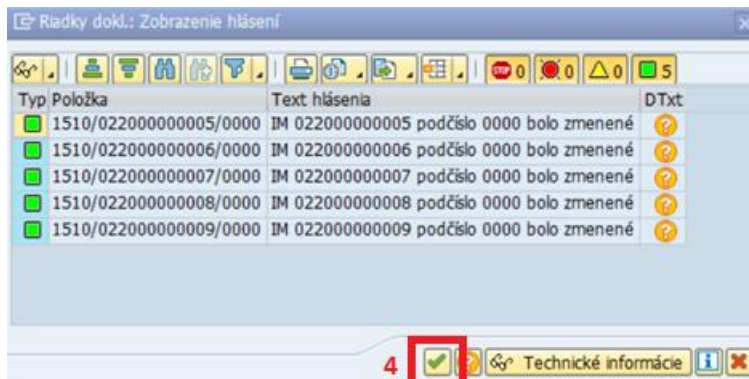 Riadky dokl.: Zobrazenie hlásení
STOP 0 0 0 5
Typ Položka Text hlásenia DTxt
1510/022000000005/0000 IM 022000000005 podčíslo 0000 bolo zmenené
1510/022000000006/0000 IM 022000000006 podčíslo 0000 bolo zmenené
1510/022000000007/0000 IM 022000000007 podčíslo 0000 bolo zmenené
1510/022000000008/0000 IM 022000000008 podčíslo 0000 bolo zmenené
1510/022000000009/0000 IM 022000000009 podčíslo 0000 bolo zmenené
4 Technické informácie